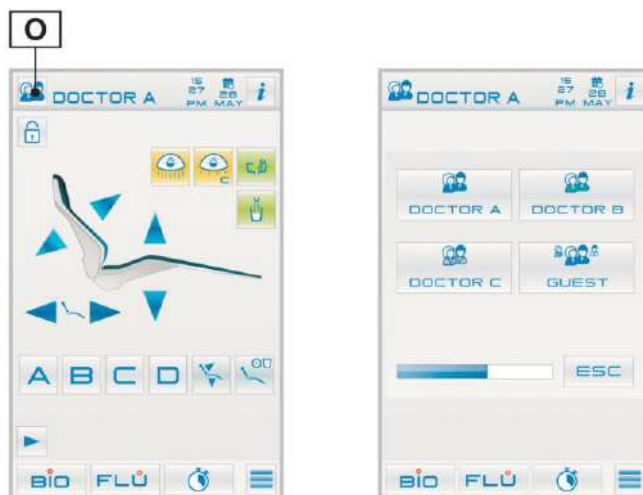 O
DOCTOR A
15
27
PM
28
MAY
i
C
A B C D
BIO FLU
DOCTOR A
15
27
PM
28
MAY
i
DOCTOR A DOCTOR B
DOCTOR C GUEST
ESC
BIO FLU